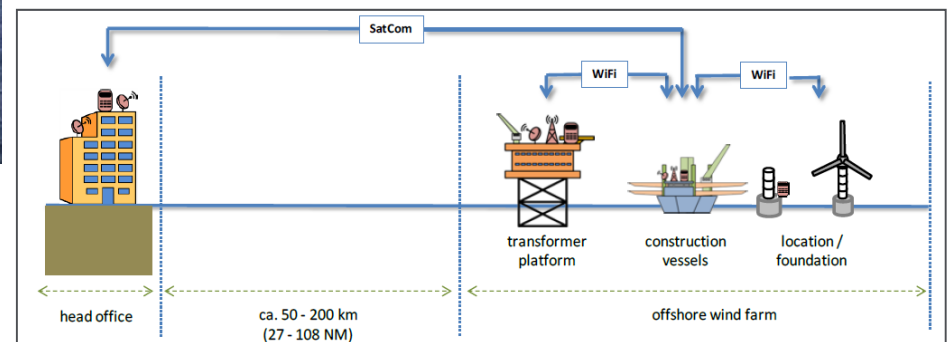 SatCom
WiFi
WiFi
transformer
platform
construction
vessels
location /
foundation
head office
ca. 50 - 200 km
(27 - 108 NM)
offshore wind farm